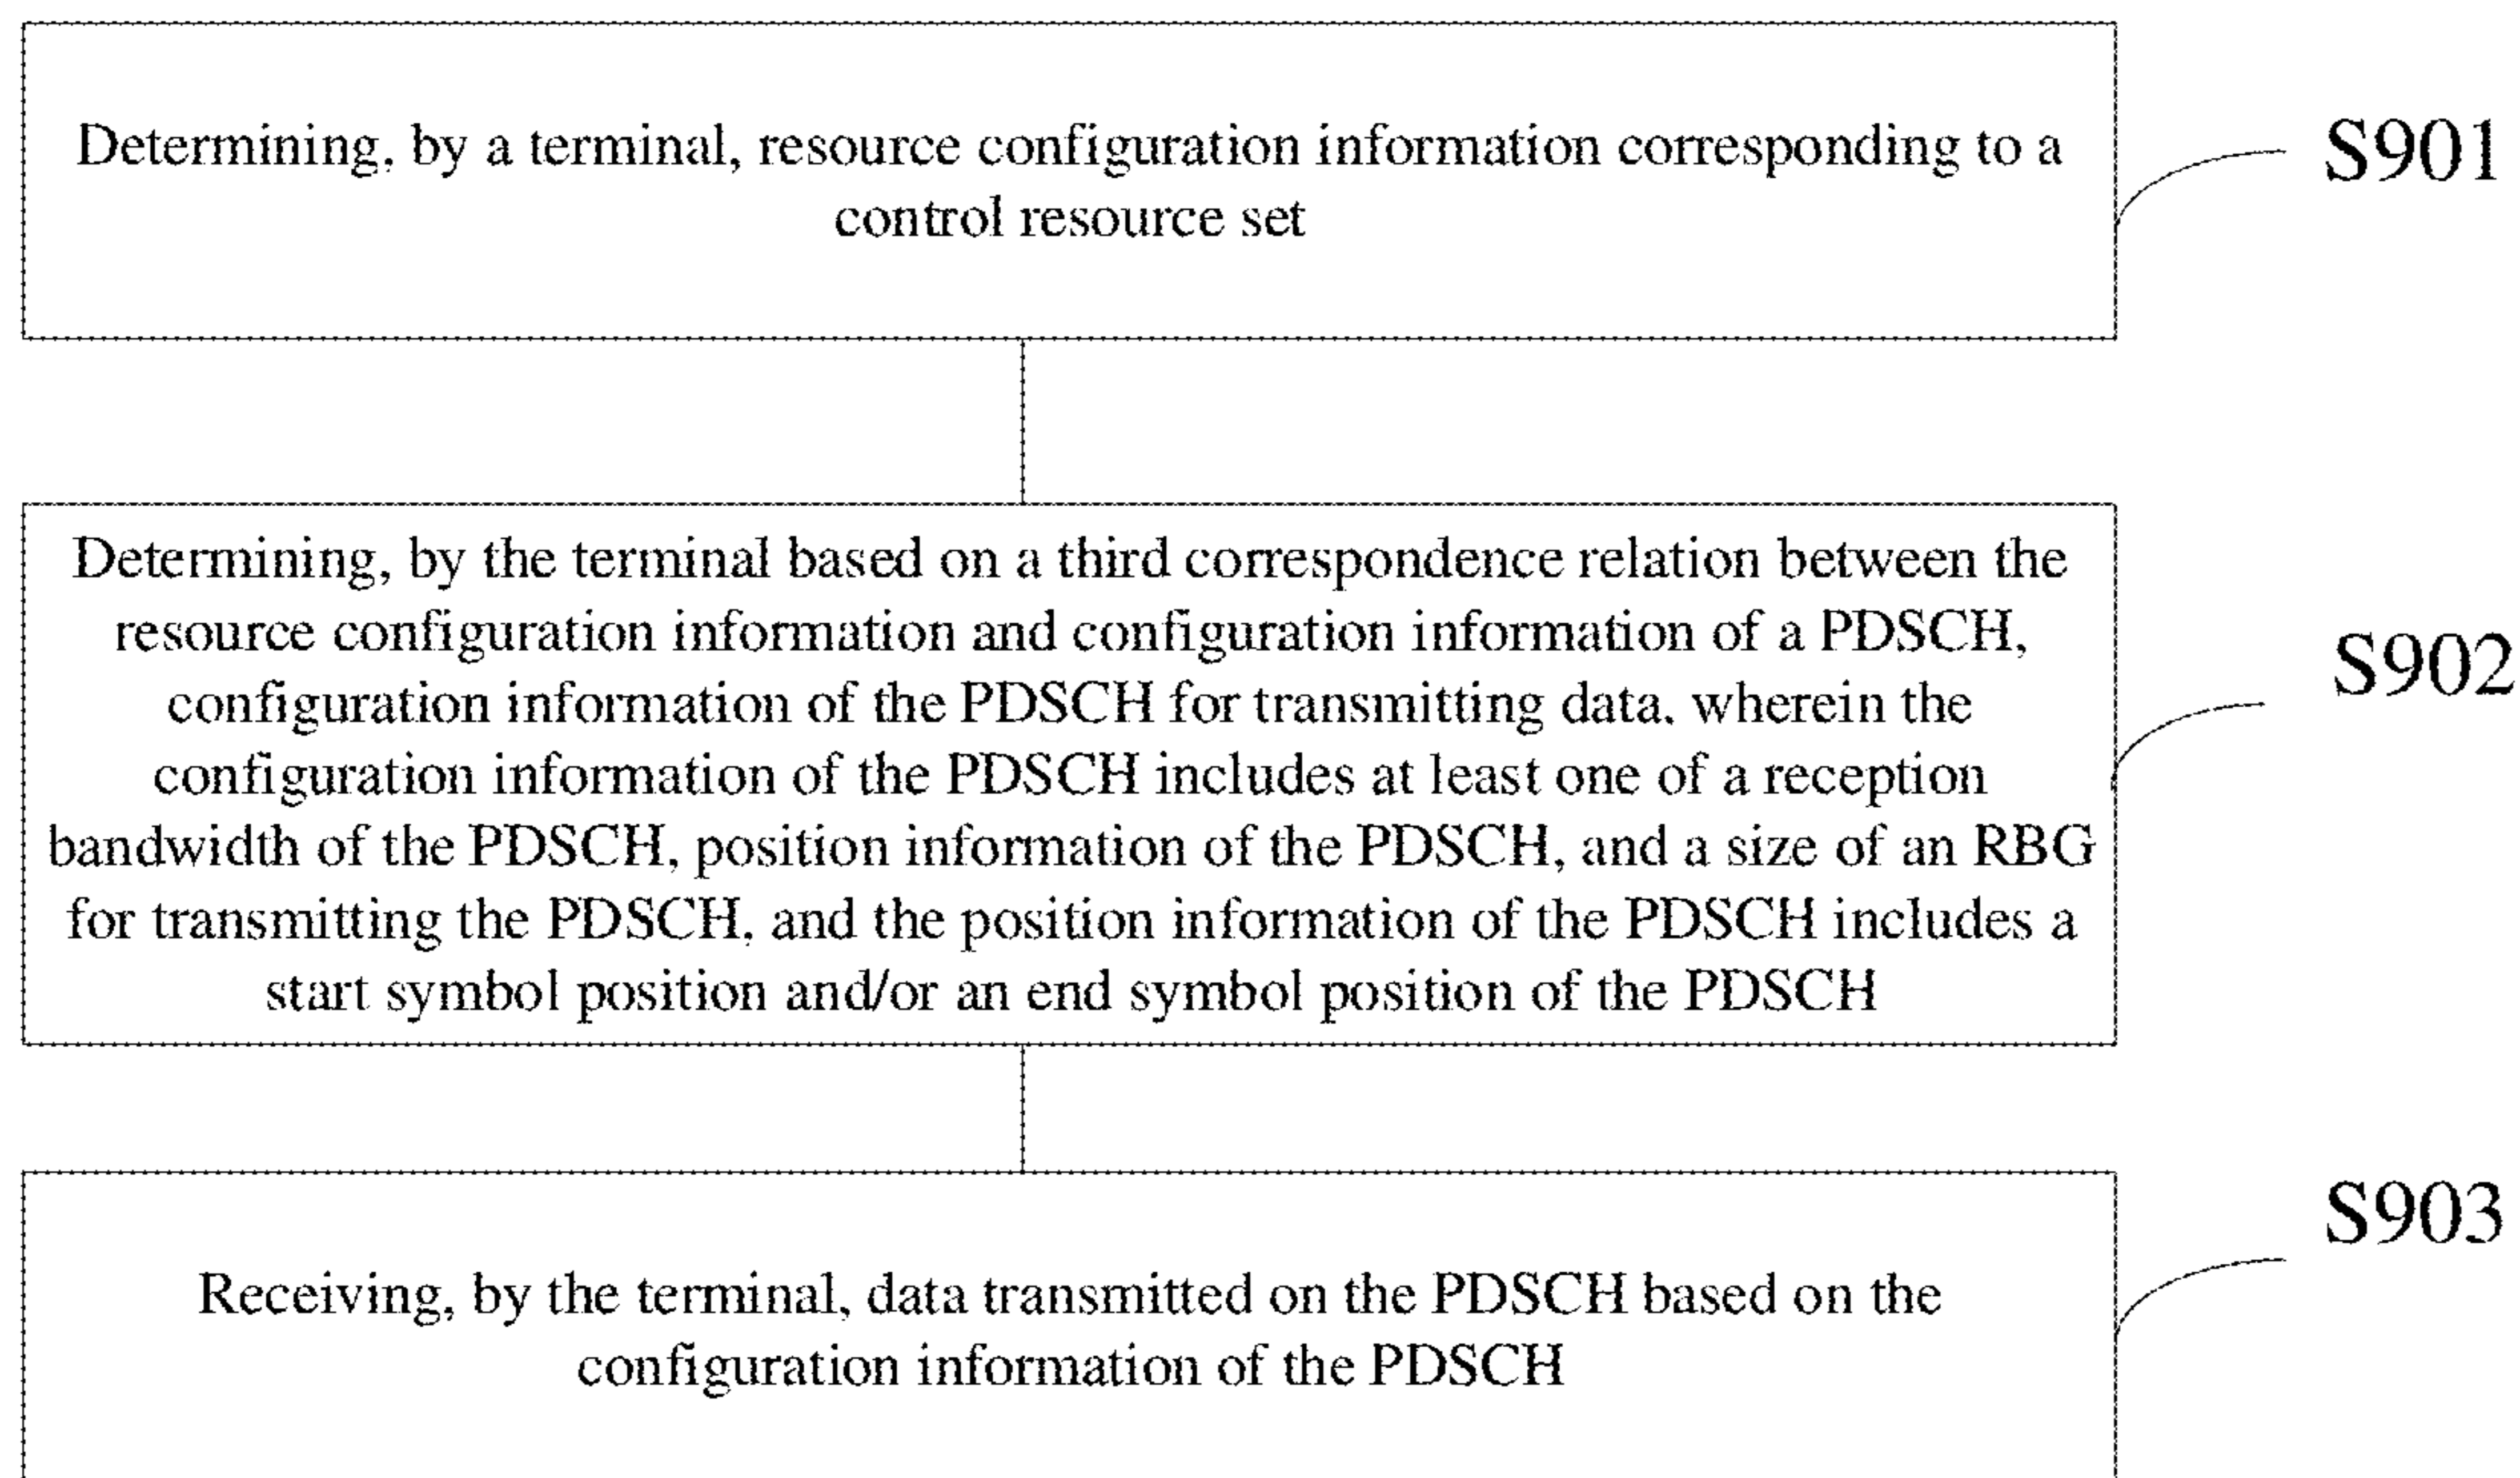 Determining, by a terminal, resource configuration information corresponding to a
control resource set
S901
Determining, by the terminal based on a third correspondence relation between the
resource configuration information and configuration information of a PDSCH,
configuration information of the PDSCH for transmitting data, wherein the
configuration information of the PDSCH includes at least one of a reception
bandwidth of the PDSCH, position information of the PDSCH, and a size of an RBG
for transmitting the PDSCH, and the position information of the PDSCH includes a
start symbol position and/or an end symbol position of the PDSCH
S902
Receiving, by the terminal, data transmitted on the PDSCH based on the
configuration information of the PDSCH
S903